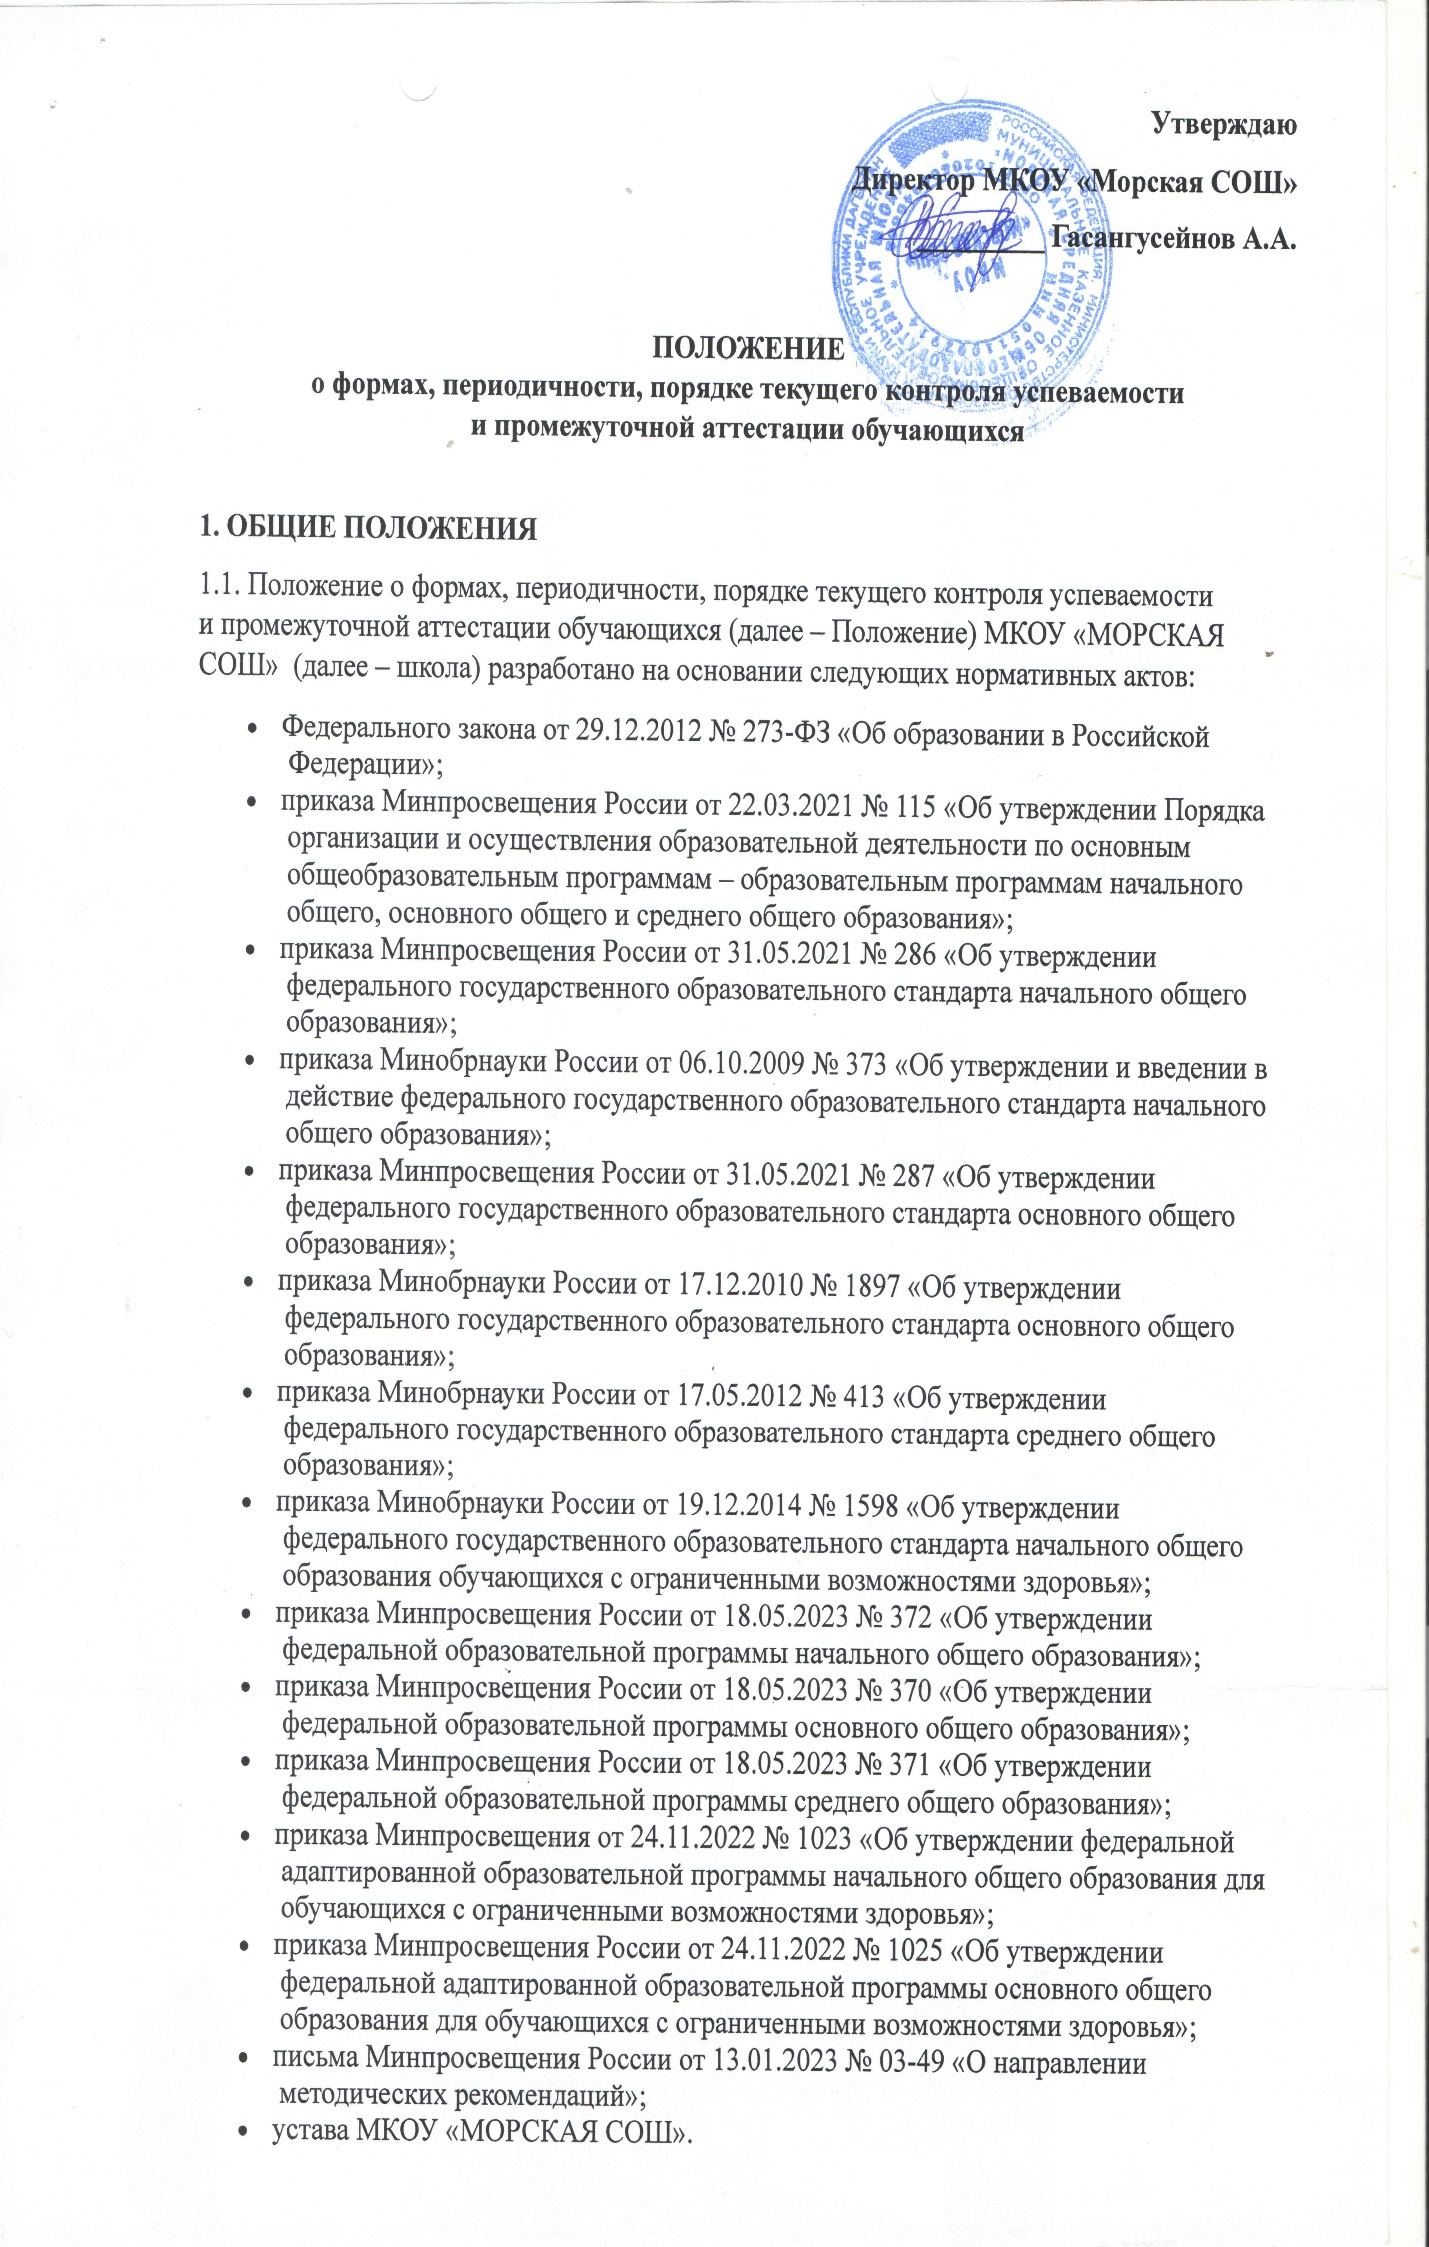 Утверждаю
Директор МКОУ «Морская СОШ»
Гасангусейнов А.А.
ПОЛОЖЕНИЕ
о формах, периодичности, порядке текущего контроля успеваемости
и промежуточной аттестации обучающихся
1. ОБЩИЕ ПОЛОЖЕНИЯ
1.1. Положение о формах, периодичности, порядке текущего контроля успеваемости
и промежуточной аттестации обучающихся (далее – Положение) МКОУ «МОРСКАЯ
СОШ» (далее – школа) разработано на основании следующих нормативных актов:
• Федерального закона от 29.12.2012 № 273-ФЗ «Об образовании в Российской
Федерации»;
• приказа Минпросвещения России от 22.03.2021 № 115 «Об утверждении Порядка
организации и осуществления образовательной деятельности по основным
общеобразовательным программам – образовательным программам начального
общего, основного общего и среднего общего образования»;
• приказа Минпросвещения России от 31.05.2021 № 286 «Об утверждении
федерального государственного образовательного стандарта начального общего
образования»;
• приказа Минобрнауки России от 06.10.2009 № 373 «Об утверждении и введении в
действие федерального государственного образовательного стандарта начального
общего образования»;
• приказа Минпросвещения России от 31.05.2021 № 287 «Об утверждении
федерального государственного образовательного стандарта основного общего
образования»;
• приказа Минобрнауки России от 17.12.2010 № 1897 «Об утверждении
федерального государственного образовательного стандарта основного общего
образования»;
• приказа Минобрнауки России от 17.05.2012 № 413 «Об утверждении
федерального государственного образовательного стандарта среднего общего
образования»;
• приказа Минобрнауки России от 19.12.2014 № 1598 «Об утверждении
федерального государственного образовательного стандарта начального общего
образования обучающихся с ограниченными возможностями здоровья»;
• приказа Минпросвещения России от 18.05.2023 № 372 «Об утверждении
федеральной образовательной программы начального общего образования»;
• приказа Минпросвещения России от 18.05.2023 № 370 «Об утверждении
федеральной образовательной программы основного общего образования»;
• приказа Минпросвещения России от 18.05.2023 № 371 «Об утверждении
федеральной образовательной программы среднего общего образования»;
• приказа Минпросвещения от 24.11.2022 № 1023 «Об утверждении федеральной
адаптированной образовательной программы начального общего образования для
обучающихся с ограниченными возможностями здоровья»;
• приказа Минпросвещения России от 24.11.2022 № 1025 «Об утверждении
федеральной адаптированной образовательной программы основного общего
образования для обучающихся с ограниченными возможностями здоровья»;
• письма Минпросвещения России от 13.01.2023 № 03-49 «О направлении
методических рекомендаций»;
• устава МКОУ «МОРСКАЯ СОШ».